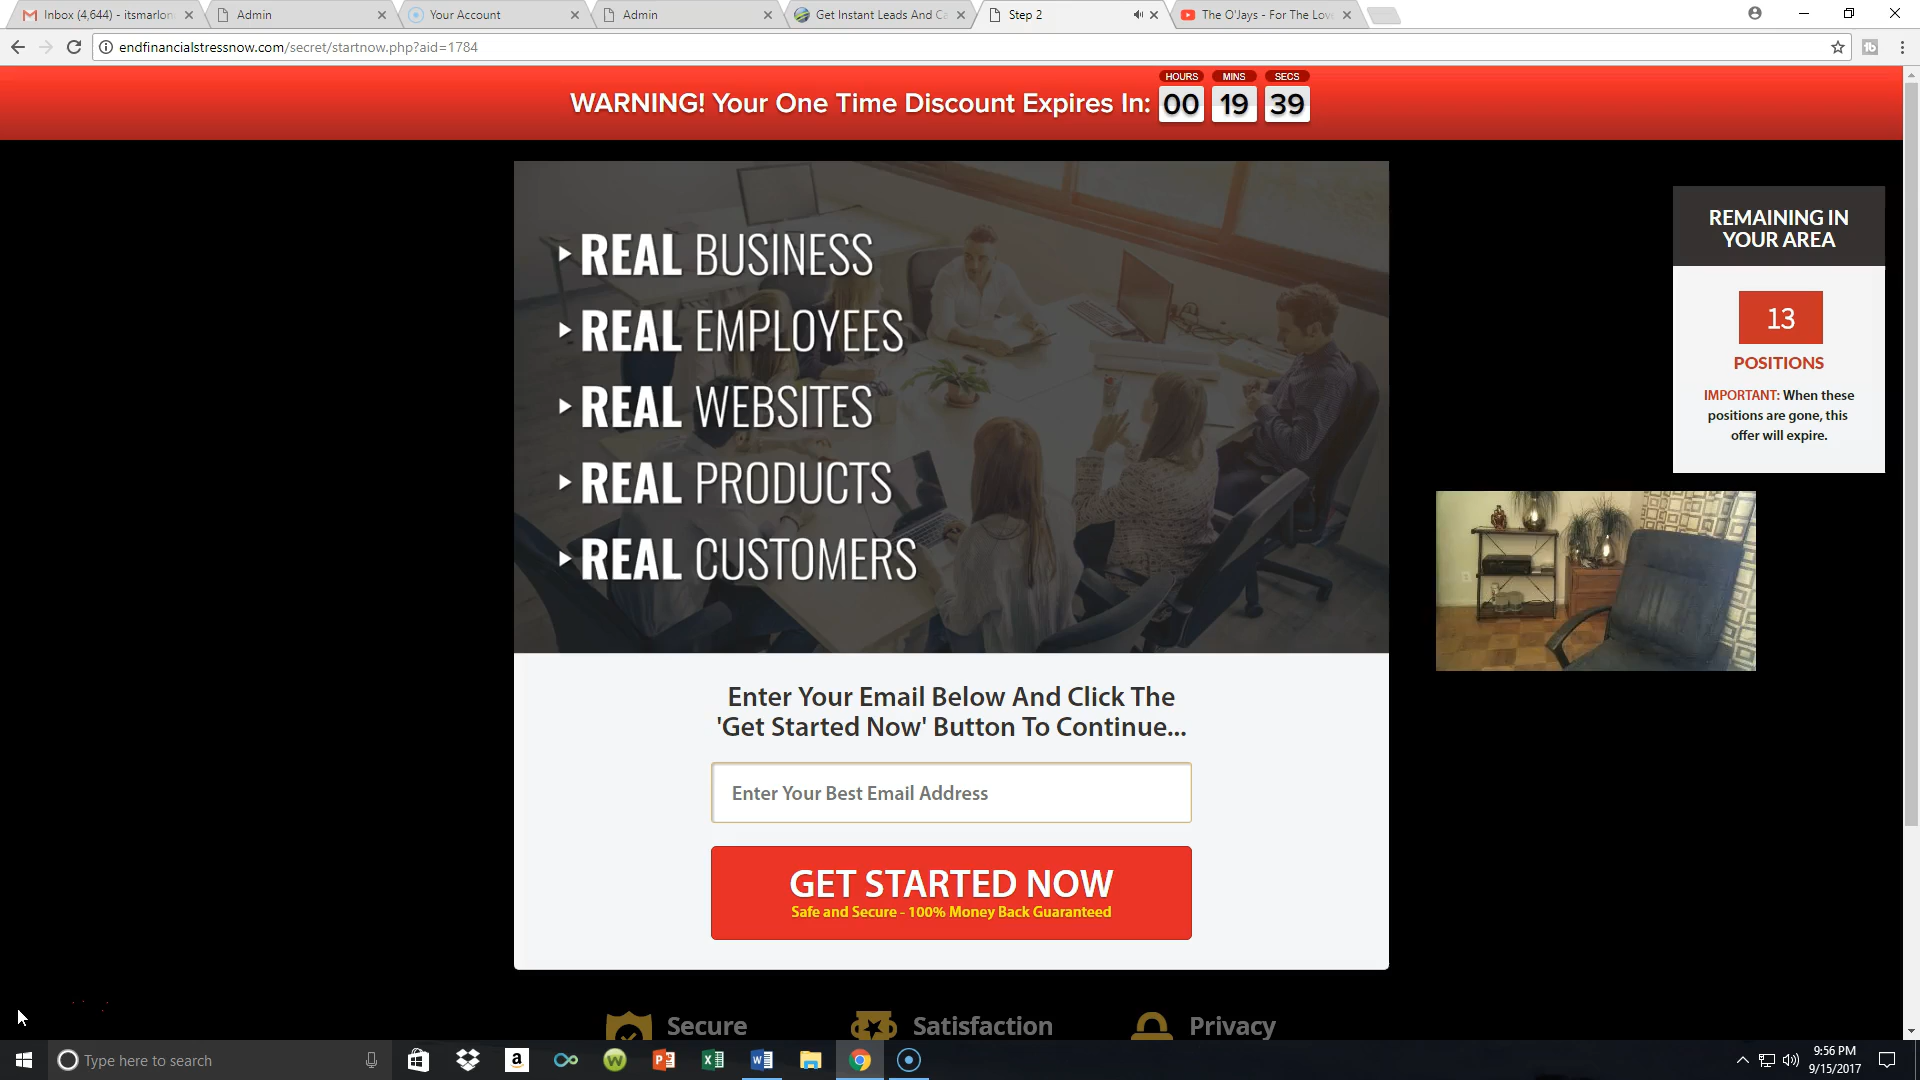 Inbox (4,644) - itsmarlon
Admin
Your Account
Admin
Get Instant Leads And Ca
Step 2
The O'Jays - For The Lov
endfinancialstressnow.com/secret/startnow.php?aid=1784
WARNING! Your One Time Discount Expires In:
HOURS MINS SECS
00 19 39
REAL BUSINESS
REAL EMPLOYEES
REAL WEBSITES
REAL PRODUCTS
REAL CUSTOMERS
REMAINING IN
YOUR AREA
13
POSITIONS
IMPORTANT: When these
positions are gone, this
offer will expire.
Enter Your Email Below And Click The
'Get Started Now' Button To Continue...
Enter Your Best Email Address
GET STARTED NOW
Safe and Secure - 100% Money Back Guaranteed
Secure
Satisfaction
Privacy
Type here to search
9:56 PM
9/15/2017